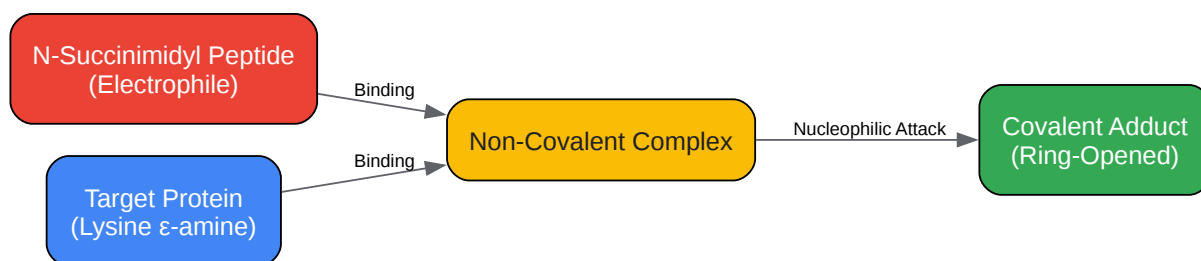 N-Succinimidyl Peptide
(Electrophile)
Binding
Target Protein
(Lysine ε-amine)
Binding
Non-Covalent Complex
Nucleophilic Attack
Covalent Adduct
(Ring-Opened)